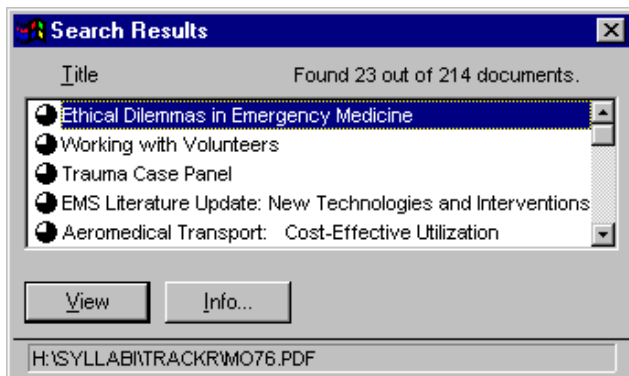 Search Results
Title Found 23 out of 214 documents.
Ethical Dilemmas in Emergency Medicine
Working with Volunteers
Trauma Case Panel
EMS Literature Update: New Technologies and Interventions
Aeromedical Transport: Cost-Effective Utilization
View Info...
H:\SYLLABI\TRACKR\MO76.PDF